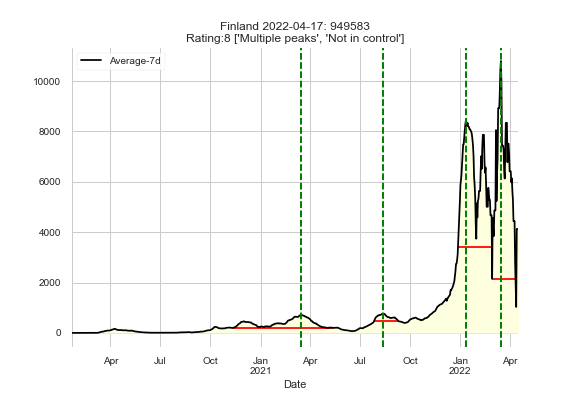 Finland 2022-04-17: 949583
Rating:8 ['Multiple peaks', 'Not in control']
Average-7d
10000
8000
6000
4000
2000
0
Apr Jul Oct Jan Apr Jul Oct Jan Apr
2021 2022
Date